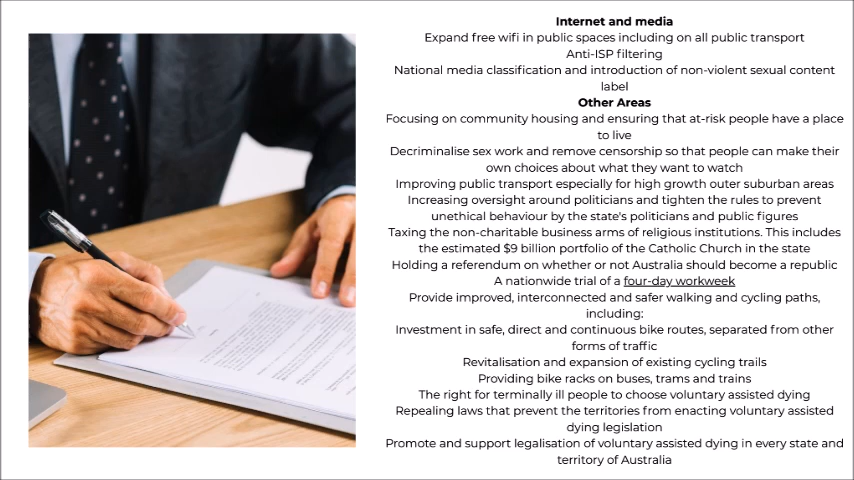 Internet and media
Expand free wifi in public spaces including on all public transport
Anti-ISP filtering
National media classification and introduction of non-violent sexual content
label
Other Areas
Focusing on community housing and ensuring that at-risk people have a place
to live
Decriminalise sex work and remove censorship so that people can make their
own choices about what they want to watch
Improving public transport especially for high growth outer suburban areas
Increasing oversight around politicians and tighten the rules to prevent
unethical behaviour by the state's politicians and public figures
Taxing the non-charitable business arms of religious institutions. This includes
the estimated $9 billion portfolio of the Catholic Church in the state
Holding a referendum on whether or not Australia should become a republic
A nationwide trial of a four-day workweek
Provide improved, interconnected and safer walking and cycling paths,
including:
Investment in safe, direct and continuous bike routes, separated from other
forms of traffic
Revitalisation and expansion of existing cycling trails
Providing bike racks on buses, trams and trains
The right for terminally ill people to choose voluntary assisted dying
Repealing laws that prevent the territories from enacting voluntary assisted
dying legislation
Promote and support legalisation of voluntary assisted dying in every state and
territory of Australia